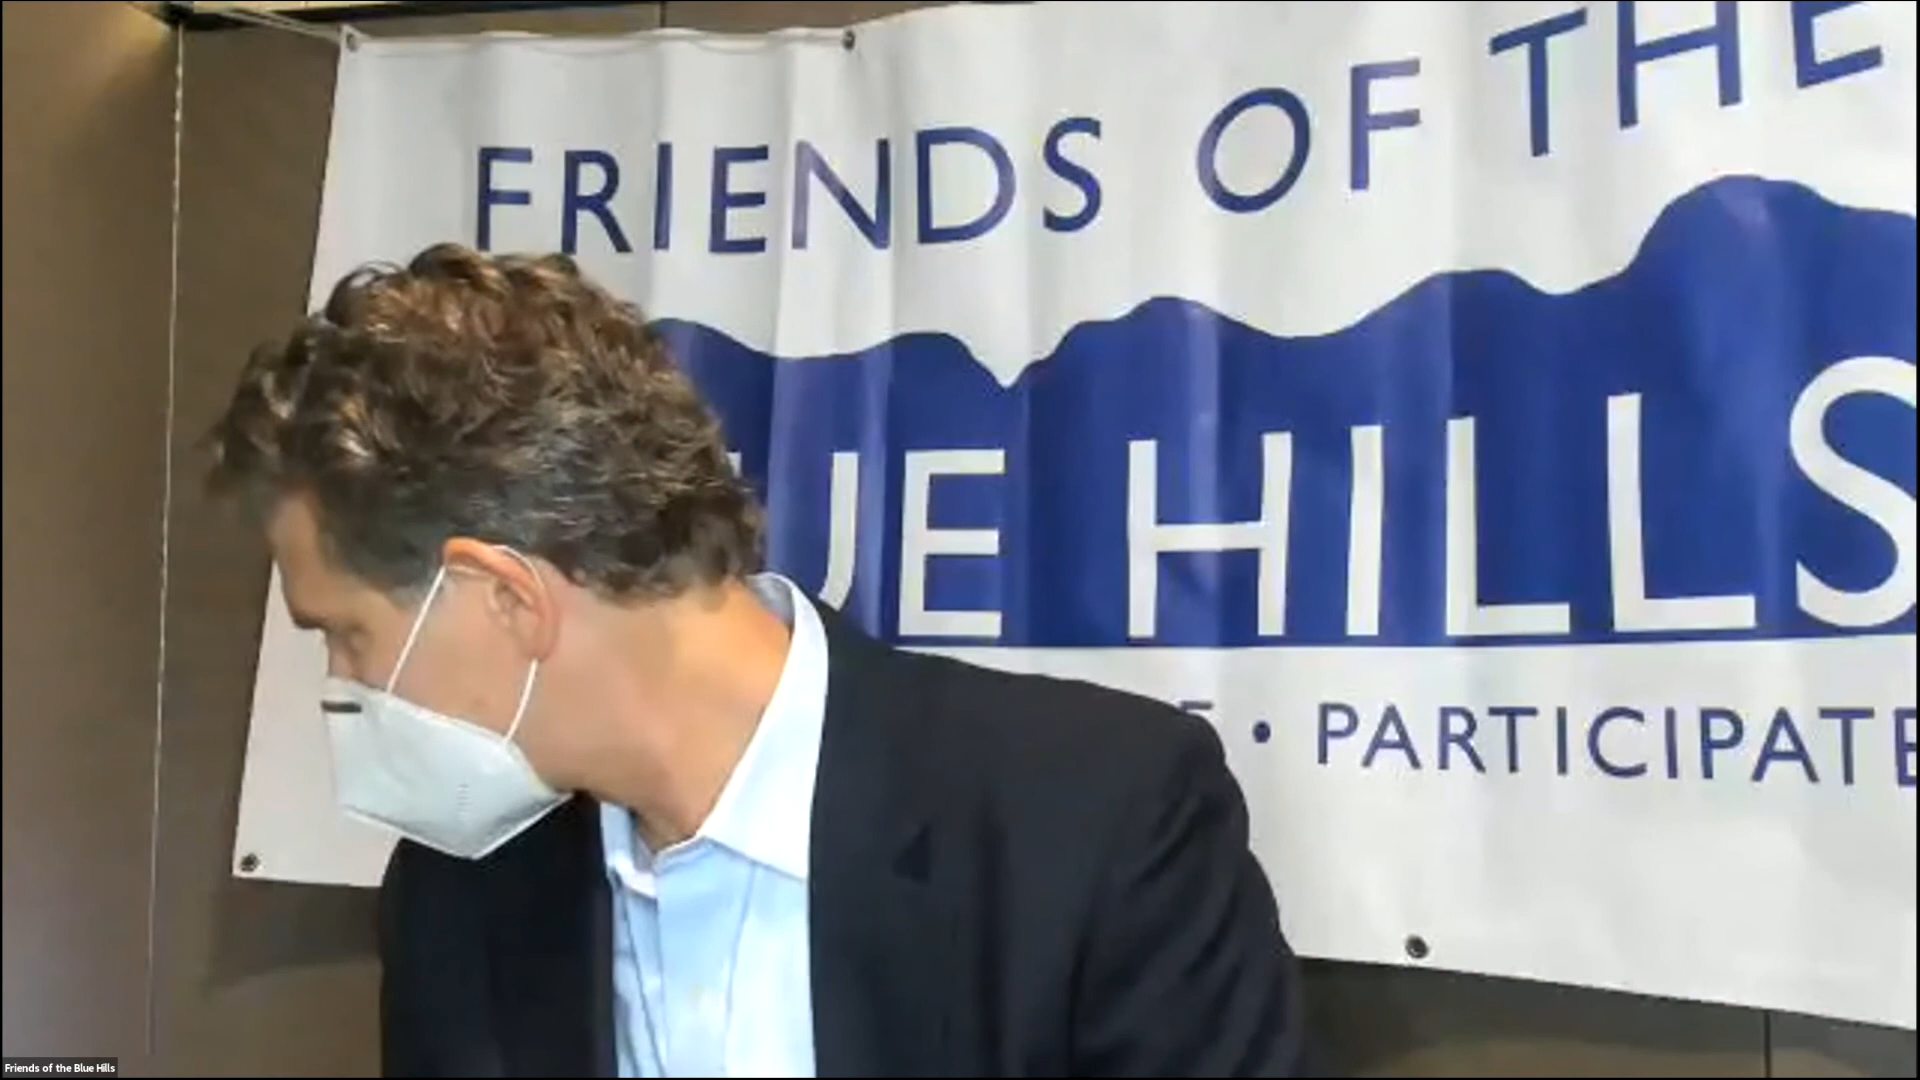 FRIENDS OF THE
UE HILLS
• PARTICIPATE
Friends of the Blue Hills